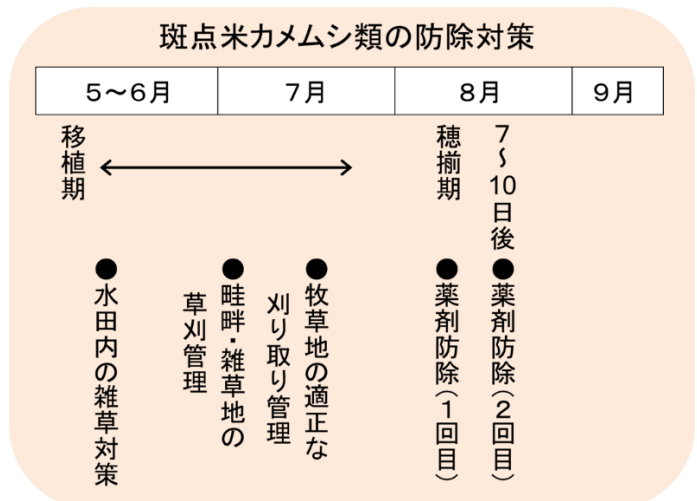 斑点米カメムシ類の防除対策
5～6月
7月
8月
9月
移植期
穂揃期
7～10日後
●水田内の雑草対策
●畦畔・雑草地の
草刈管理
●牧草地の適正な
刈り取り管理
●薬剤防除(1回目)
●薬剤防除(2回目)